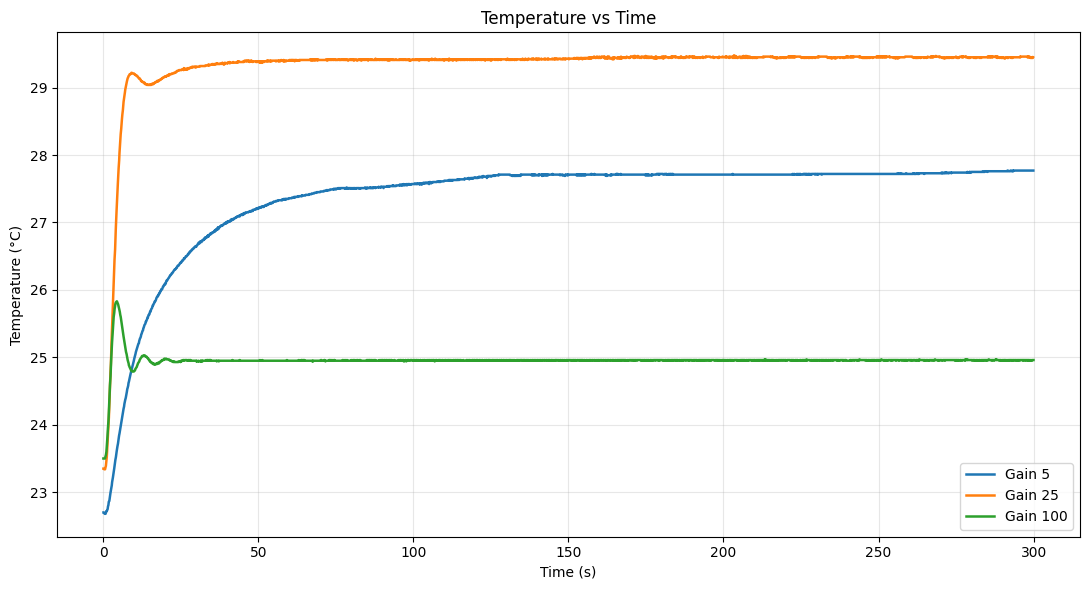 Temperature vs Time
Temperature (°C)
29
28
27
26
25
24
23
0 50 100 150 200 250 300
Time (s)
Gain 5
Gain 25
Gain 100